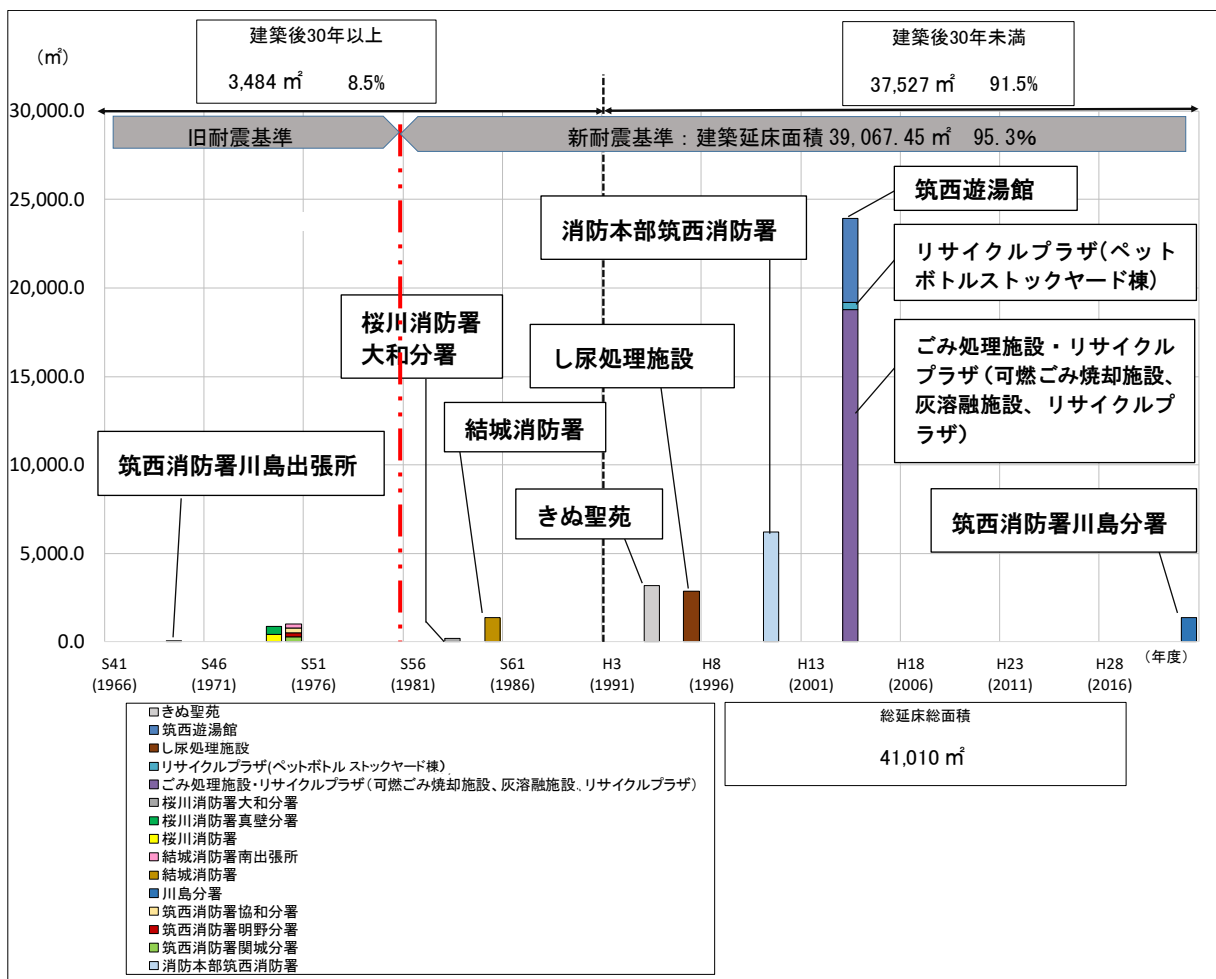 建築後30年以上
3,484 ㎡ 8.5%
建築後30年未満
37,527 ㎡ 91.5%
（㎡）
30,000.0
25,000.0
20,000.0
15,000.0
10,000.0
5,000.0
0.0
旧耐震基準
新耐震基準：建築延床面積 39,067.45 ㎡ 95.3%
筑西遊湯館
消防本部筑西消防署
リサイクルプラザ(ペット
ボトルストックヤード棟)
桜川消防署
大和分署
し尿処理施設
ごみ処理施設・リサイクル
プラザ(可燃ごみ焼却施設、
灰溶融施設、リサイクルプ
ラザ)
結城消防署
筑西消防署川島出張所
きぬ聖苑
筑西消防署川島分署
S41
(1966)
S46
(1971)
S51
(1976)
S56
(1981)
S61
(1986)
H3
(1991)
H8
(1996)
H13
(2001)
H18
(2006)
H23
(2011)
H28
(2016)
(年度)
きぬ聖苑
筑西遊湯館
し尿処理施設
リサイクルプラザ(ペットボトルストックヤード棟)
ごみ処理施設・リサイクルプラザ(可燃ごみ焼却施設、灰溶融施設、リサイクルプラザ)
桜川消防署大和分署
桜川消防署真壁分署
桜川消防署
結城消防署南出張所
結城消防署
川島分署
筑西消防署協和分署
筑西消防署明野分署
筑西消防署関城分署
消防本部筑西消防署
総延床総面積
41,010 ㎡